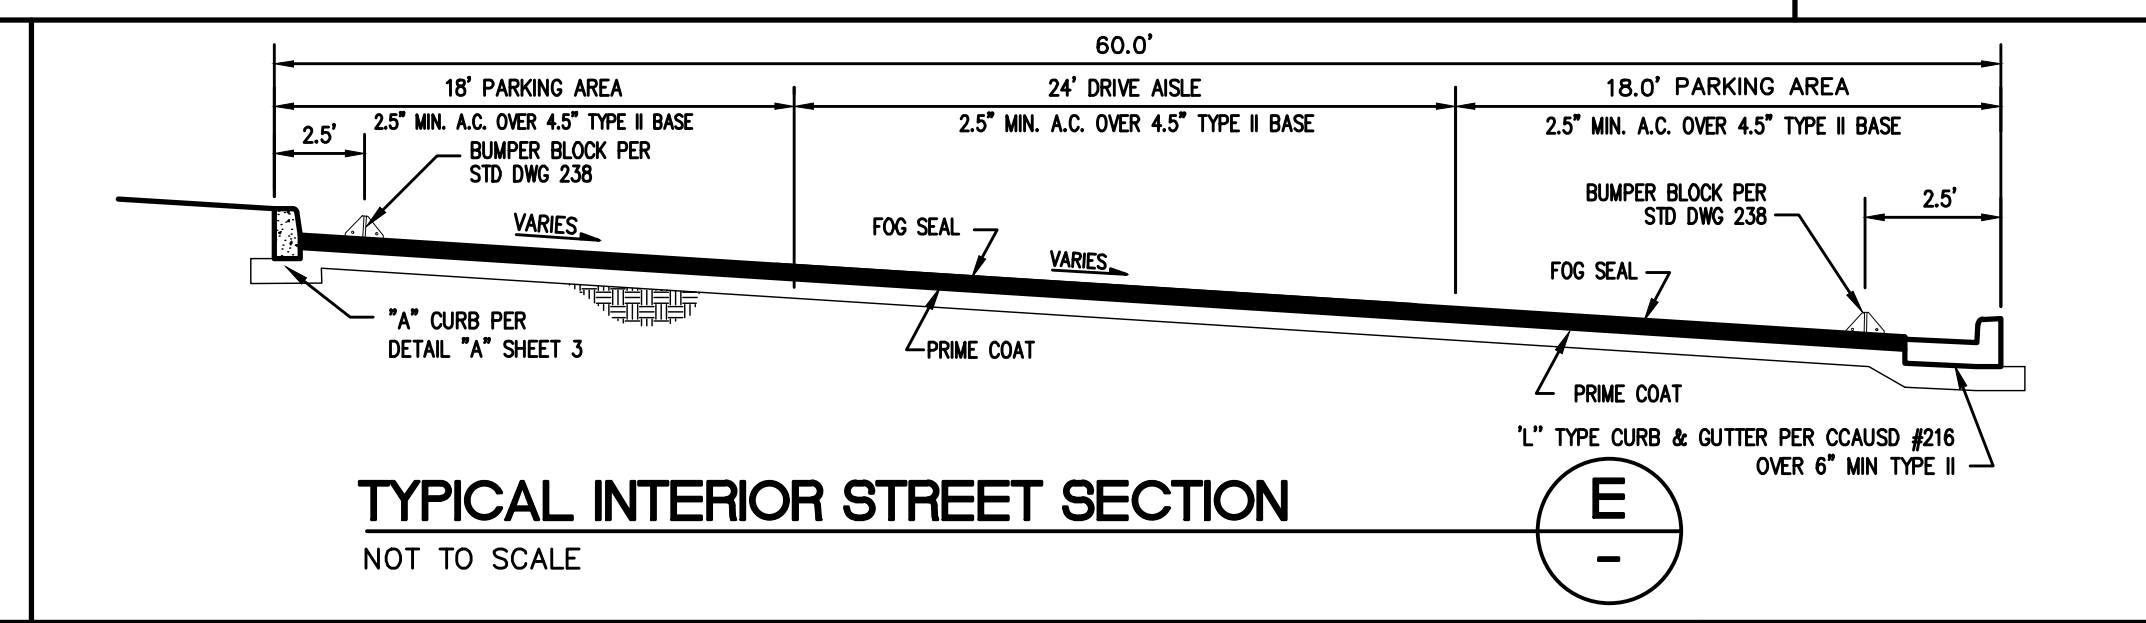 60.0'
18' PARKING AREA
24' DRIVE AISLE
18.0' PARKING AREA
2.5" MIN. A.C. OVER 4.5" TYPE II BASE
2.5" MIN. A.C. OVER 4.5" TYPE II BASE
2.5" MIN. A.C. OVER 4.5" TYPE II BASE
2.5'
BUMPER BLOCK PER
STD DWG 238
BUMPER BLOCK PER
STD DWG 238
2.5'
VARIES
FOG SEAL
VARIES
FOG SEAL
"A" CURB PER
DETAIL "A" SHEET 3
PRIME COAT
PRIME COAT
'L" TYPE CURB & GUTTER PER CCAUSD #216
OVER 6" MIN TYPE II
TYPICAL INTERIOR STREET SECTION
E
-
NOT TO SCALE